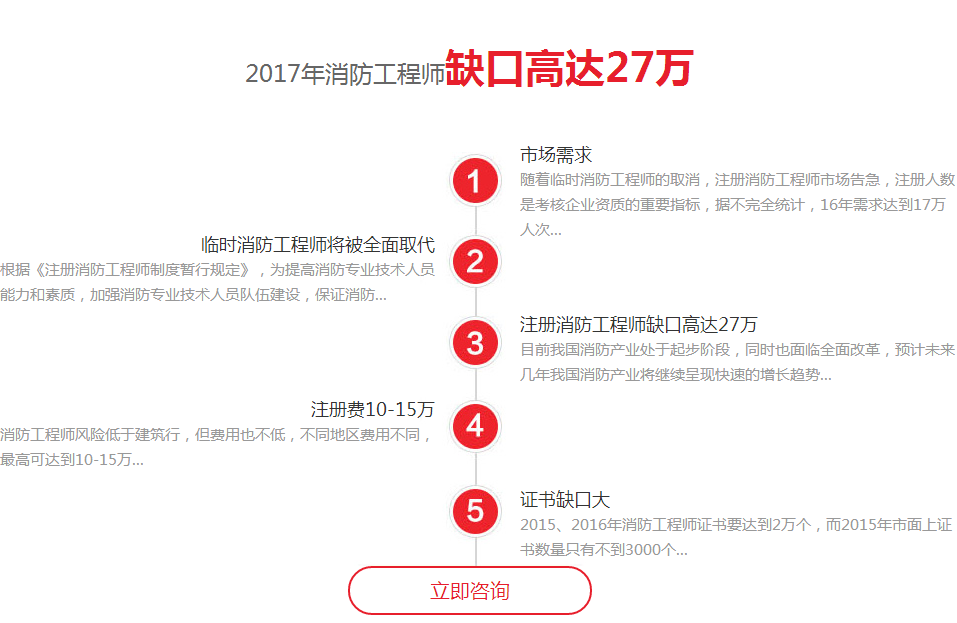 2017年消防工程师缺口高达27万
1
市场需求
随着临时消防工程师的取消，注册消防工程师市场告急，注册人数
是考核企业资质的重要指标，据不完全统计，16年需求达到17万
人次...
临时消防工程师将被全面取代
根据《注册消防工程师制度暂行规定》，为提高消防专业技术人员
能力和素质，加强消防专业技术人员队伍建设，保证消防...
2
3
注册消防工程师缺口高达27万
目前我国消防产业处于起步阶段，同时也面临全面改革，预计未来
几年我国消防产业将继续呈现快速的增长趋势...
注册费10-15万
消防工程师风险低于建筑行，但费用也不低，不同地区费用不同，
最高可达到10-15万...
4
5
证书缺口大
2015、2016年消防工程师证书要达到2万个，而2015年市面上证
书数量只有不到3000个...
立即咨询